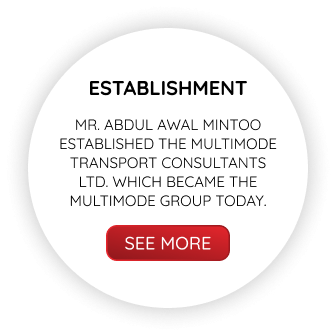 ESTABLISHMENT
MR. ABDUL AWAL MINTOO
ESTABLISHED THE MULTIMODE
TRANSPORT CONSULTANTS
LTD. WHICH BECAME THE
MULTIMODE GROUP TODAY.
SEE MORE